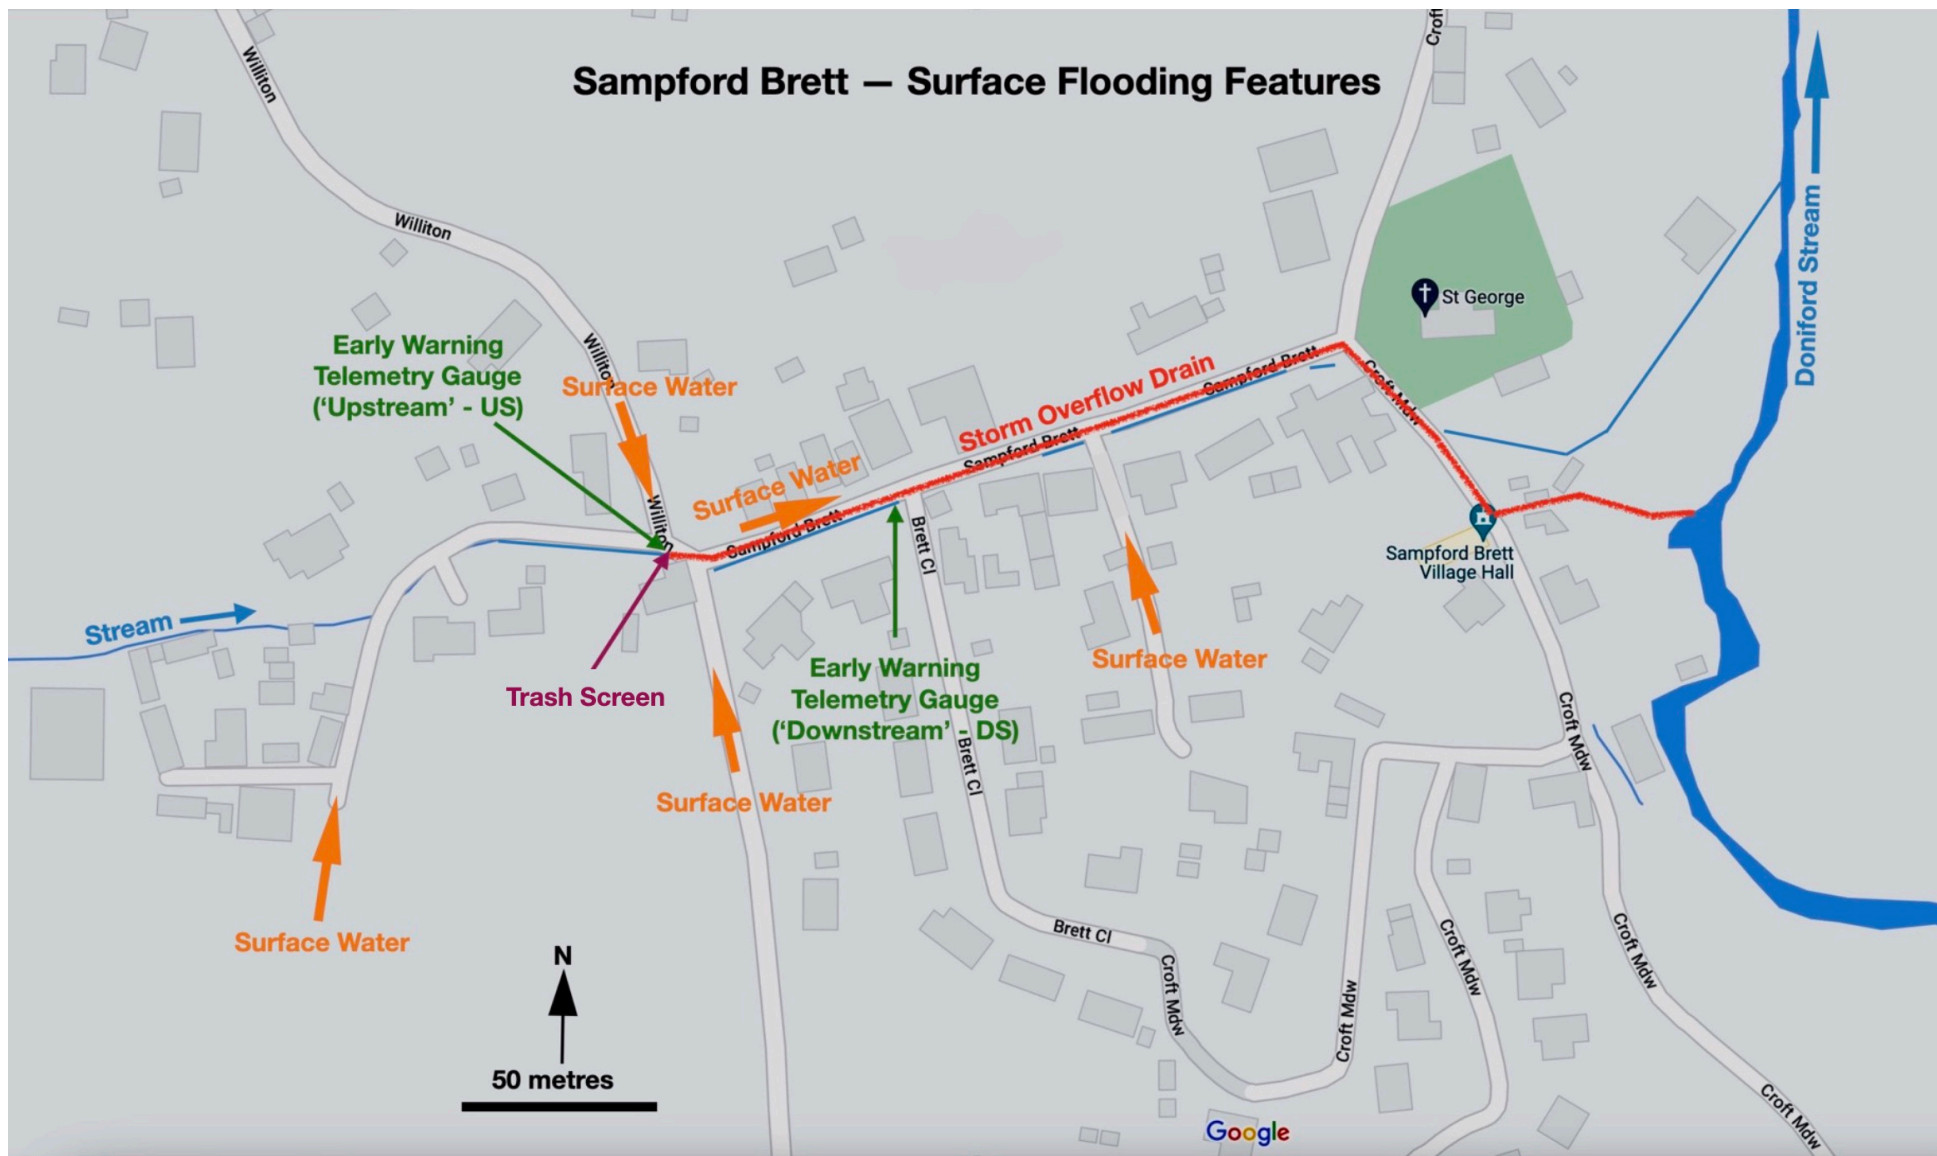 Sampford Brett — Surface Flooding Features
Croft
Williton
Williton
Doniford Stream
St George
Williton
Early Warning
Telemetry Gauge
(‘Upstream’ - US)
Surface Water
Storm Overflow Drain
Sampford Brett
Croft Mdw
Sampford Brett
Surface Water
Williton
Sampford Brett
Brett Cl
Sampford Brett
Village Hall
Stream
Trash Screen
Early Warning
Telemetry Gauge
(‘Downstream’ - DS)
Surface Water
Brett Cl
Croft Mdw
Surface Water
Surface Water
Brett Cl
Croft Mdw
Croft Mdw
Croft Mdw
Croft Mdw
N
50 metres
Croft Mdw
Google